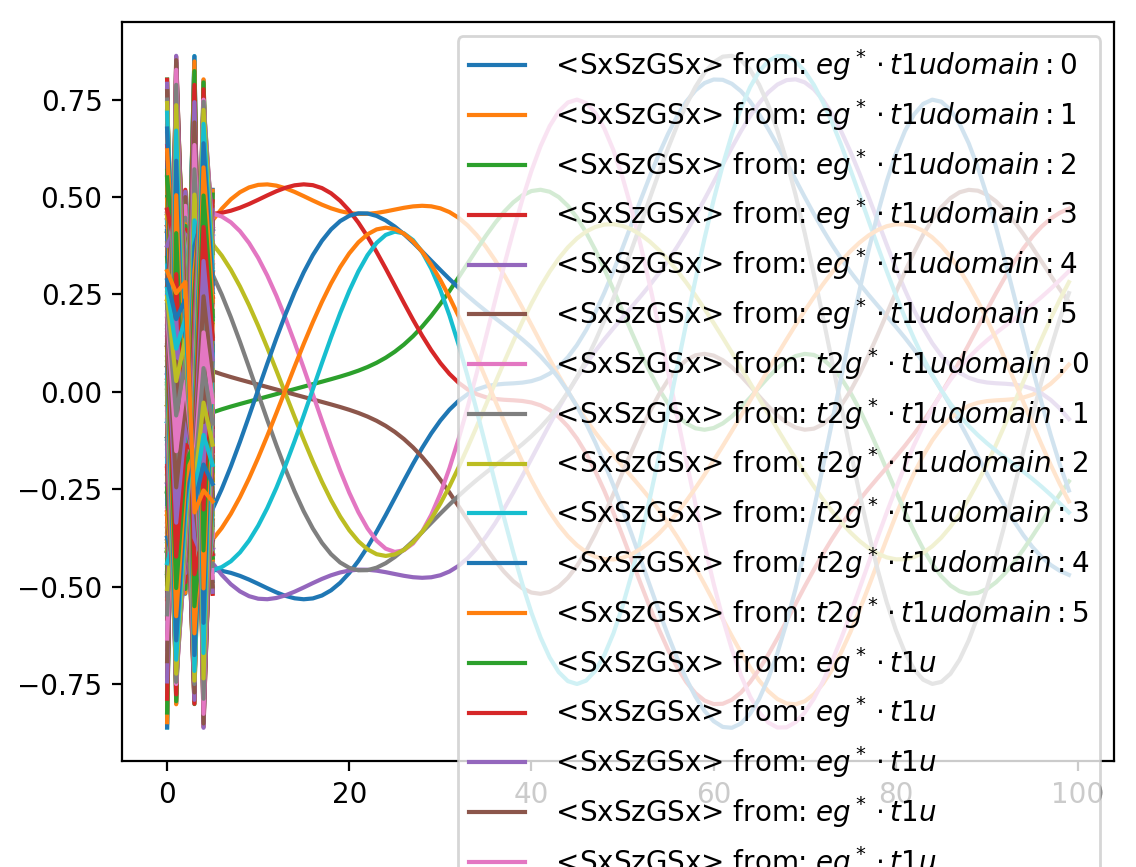 0.75
0.50
0.25
0.00
−0.25
−0.50
−0.75
0
20
40
60
80
100
<SxSzGSx> from: eg* · t1udomain : 0
<SxSzGSx> from: eg* · t1udomain : 1
<SxSzGSx> from: eg* · t1udomain : 2
<SxSzGSx> from: eg* · t1udomain : 3
<SxSzGSx> from: eg* · t1udomain : 4
<SxSzGSx> from: eg* · t1udomain : 5
<SxSzGSx> from: t2g* · t1udomain : 0
<SxSzGSx> from: t2g* · t1udomain : 1
<SxSzGSx> from: t2g* · t1udomain : 2
<SxSzGSx> from: t2g* · t1udomain : 3
<SxSzGSx> from: t2g* · t1udomain : 4
<SxSzGSx> from: t2g* · t1udomain : 5
<SxSzGSx> from: eg* · t1u
<SxSzGSx> from: eg* · t1u
<SxSzGSx> from: eg* · t1u
<SxSzGSx> from: eg* · t1u
<SxSzGSx> from: eg* · t1u